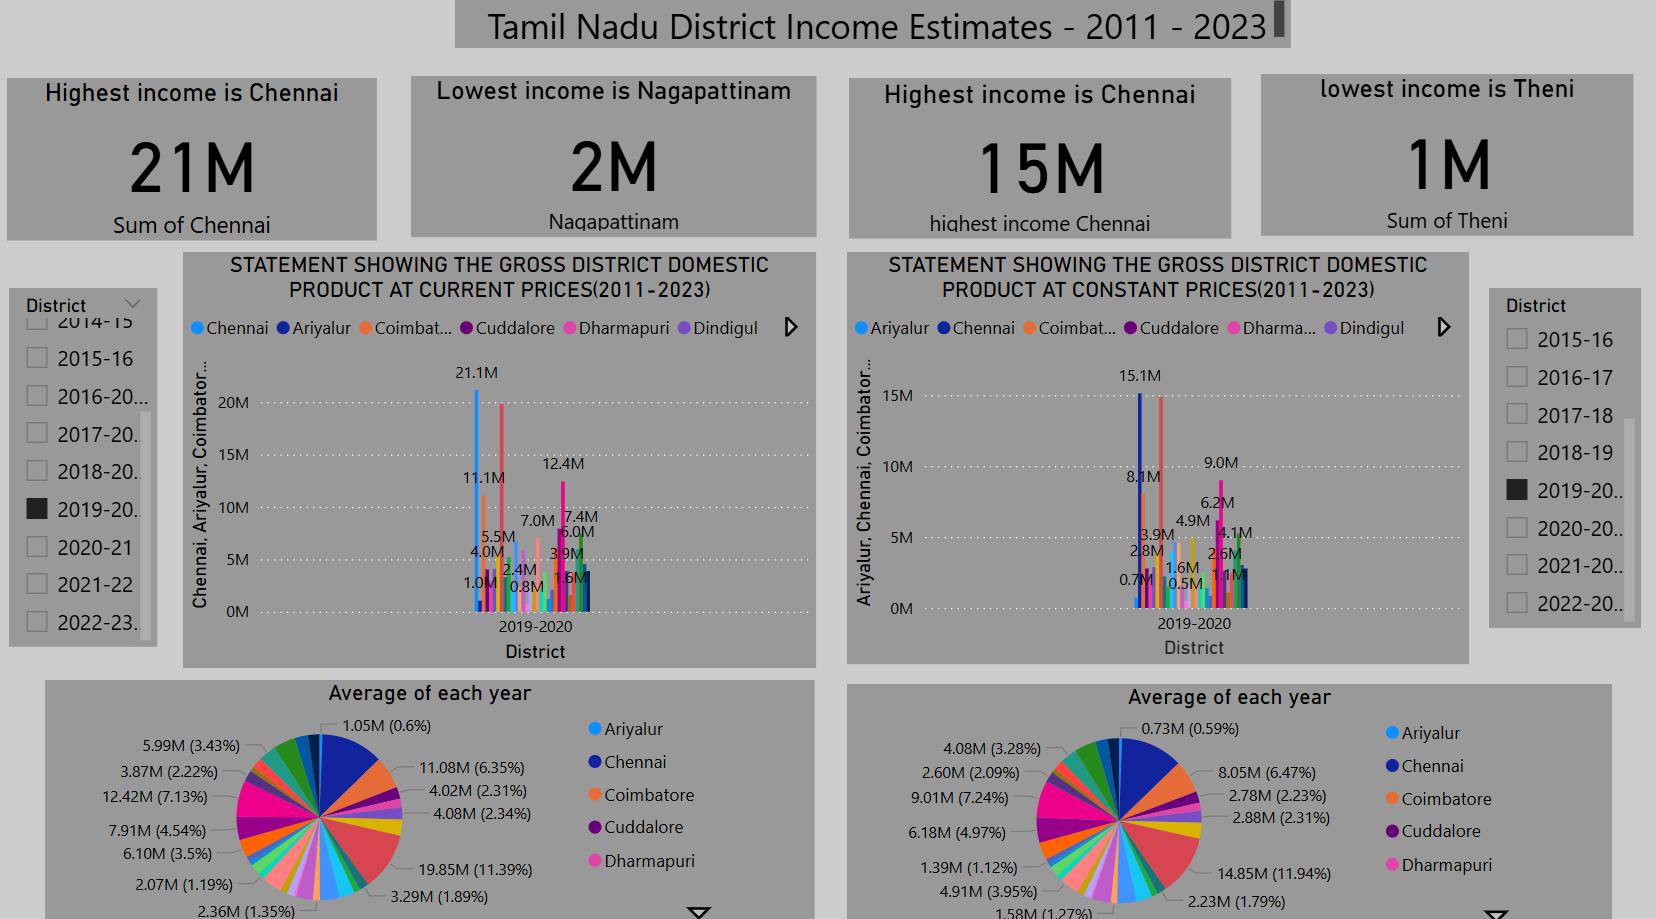 Tamil Nadu District Income Estimates - 2011 - 2023
Highest income is Chennai
21M
Sum of Chennai
Lowest income is Nagapattinam
2M
Nagapattinam
Highest income is Chennai
15M
highest income Chennai
lowest income is Theni
1M
Sum of Theni
District
2014-15
2015-16
2016-20...
2017-20...
2018-20...
2019-20...
2020-21
2021-22
2022-23...
STATEMENT SHOWING THE GROSS DISTRICT DOMESTIC
PRODUCT AT CURRENT PRICES(2011-2023)
Chennai Ariyalur Coimbat... Cuddalore Dharmapuri Dindigul
Chennai, Ariyalur, Coimbator...
20M
15M
10M
5M
0M
21.1M
11.1M
12.4M
5.5M
7.0M
7.4M
6.0M
4.0M
3.9M
2.4M
1.0M
0.8M
1.6M
2019-2020
District
STATEMENT SHOWING THE GROSS DISTRICT DOMESTIC
PRODUCT AT CONSTANT PRICES(2011-2023)
Ariyalur Chennai Coimbat... Cuddalore Dharma... Dindigul
Ariyalur, Chennai, Coimbator...
15M
10M
5M
0M
15.1M
8.1M
9.0M
6.2M
4.9M
3.9M
4.1M
2.8M
2.6M
1.6M
0.7M
0.5M
1.1M
2019-2020
District
District
2015-16
2016-17
2017-18
2018-19
2019-20...
2020-20...
2021-20...
2022-20...
Average of each year
1.05M (0.6%)
5.99M (3.43%)
3.87M (2.22%)
12.42M (7.13%)
7.91M (4.54%)
6.10M (3.5%)
2.07M (1.19%)
2.36M (1.35%)
11.08M (6.35%)
4.02M (2.31%)
4.08M (2.34%)
19.85M (11.39%)
3.29M (1.89%)
Ariyalur
Chennai
Coimbatore
Cuddalore
Dharmapuri
Average of each year
0.73M (0.59%)
4.08M (3.28%)
2.60M (2.09%)
9.01M (7.24%)
6.18M (4.97%)
1.39M (1.12%)
4.91M (3.95%)
1.58M (1.27%)
8.05M (6.47%)
2.78M (2.23%)
2.88M (2.31%)
14.85M (11.94%)
2.23M (1.79%)
Ariyalur
Chennai
Coimbatore
Cuddalore
Dharmapuri